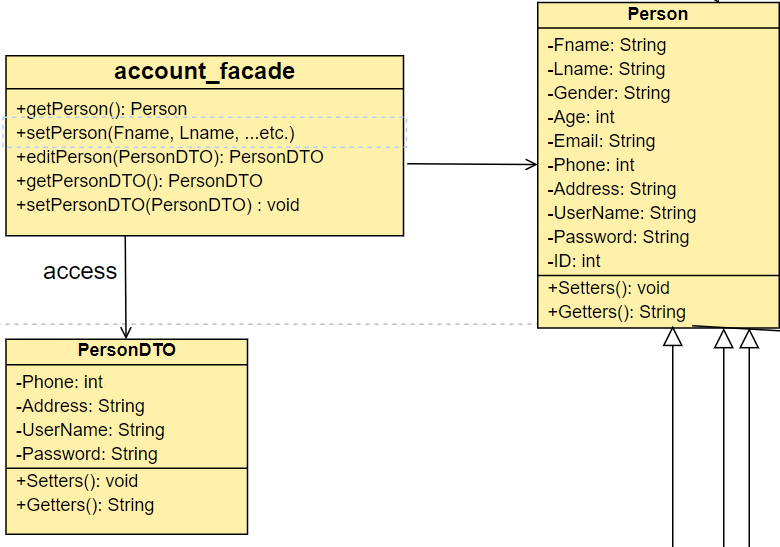 account_facade
+getPerson(): Person
+setPerson(Fname, Lname, ...etc.)
+editPerson(PersonDTO): PersonDTO
+getPersonDTO(): PersonDTO
+setPersonDTO(PersonDTO) : void
access
Person
-Fname: String
-Lname: String
-Gender: String
-Age: int
-Email: String
-Phone: int
-Address: String
-UserName: String
-Password: String
-ID: int
+Setters(): void
+Getters(): String
PersonDTO
-Phone: int
-Address: String
-UserName: String
-Password: String
+Setters(): void
+Getters(): String